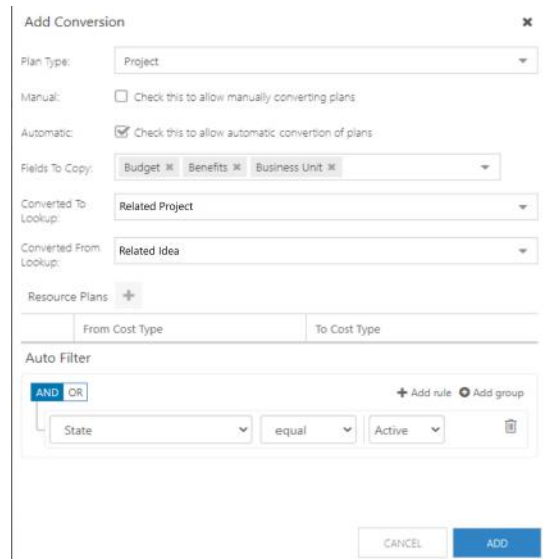 Add Conversion ✖
Plan Type: Project
Manual: Check this to allow manually converting plans
Automatic: Check this to allow automatic convertion of plans
Fields To Copy: Budget ✖ Benefits ✖ Business Unit ✖
Converted To Related Project
Lookup:
Converted From Related Idea
Lookup:
Resource Plans +
From Cost Type To Cost Type
Auto Filter
AND OR + Add rule Add group
State equal Active
CANCEL ADD